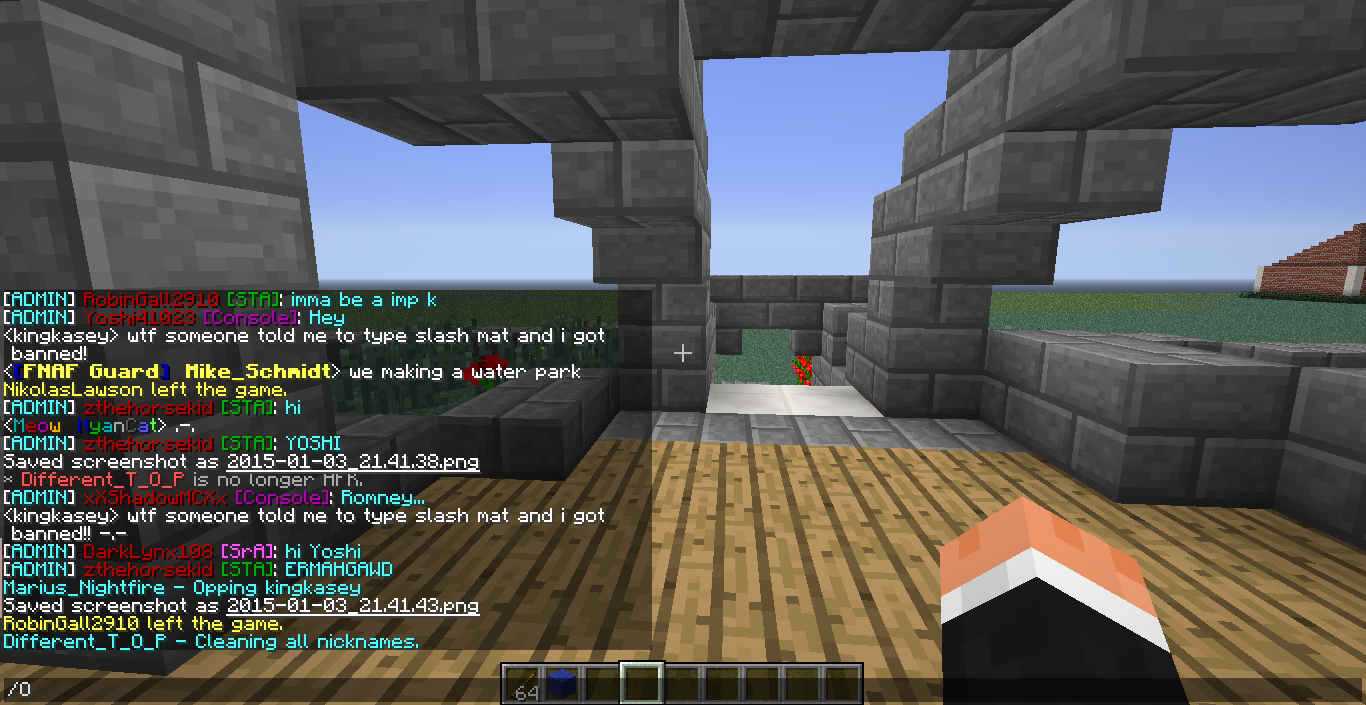 [ADMIN] RobinGall2910 [STA]: imma be a imp k
[ADMIN] Yoshi41023 [Console]: Hey
<kingkasey> wtf someone told me to type slash mat and i got
banned!
<[FNAF Guard] Mike_Schmidt> we making a water park
NikolasLawson left the game.
[ADMIN] zthehorsekid [STA]: hi
<Meow NyanCat> .-.
[ADMIN] zthehorsekid [STA]: YOSHI
Saved screenshot as 2015-01-03_21.41.38.png
* Different_T_O_P is no longer AFK.
[ADMIN] xXShadowMCXx [Console]: Romney...
<kingkasey> wtf someone told me to type slash mat and i got
banned!! -.-
[ADMIN] DarkLynx108 [SrA]: hi Yoshi
[ADMIN] zthehorsekid [STA]: ERMAHGAWD
Marius_Nightfire - Opping kingkasey
Saved screenshot as 2015-01-03_21.41.43.png
RobinGall2910 left the game.
Different_T_O_P - Cleaning all nicknames.
64
/O